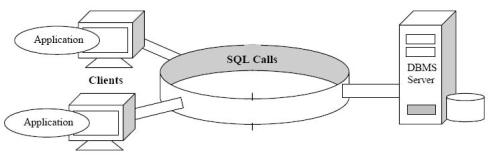 Application
SQL Calls
DBMS
Server
Clients
Application